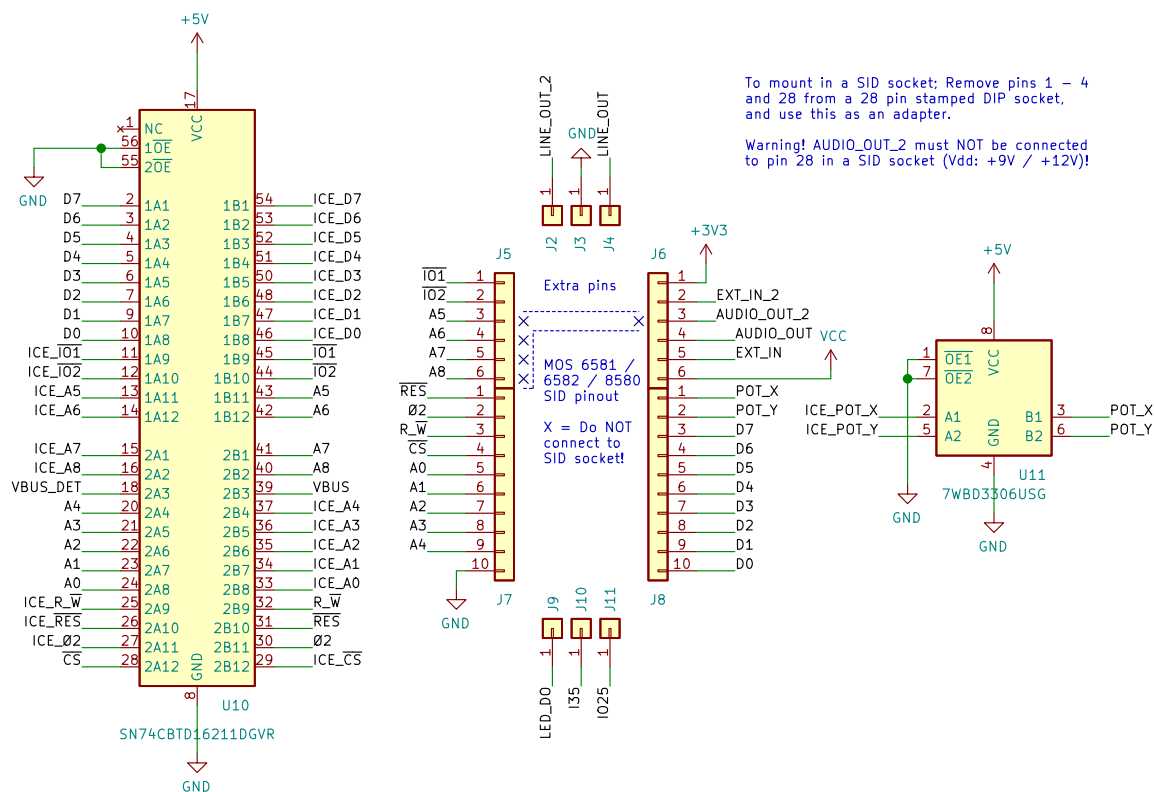 +5V
17
VCC
1 NC
56 1OE
55 2OE
GND
D7 2 1A1 1B1 54 ICE_D7
D6 3 1A2 1B2 53 ICE_D6
D5 4 1A3 1B3 52 ICE_D5
D4 5 1A4 1B4 51 ICE_D4
D3 6 1A5 1B5 50 ICE_D3
D2 7 1A6 1B6 48 ICE_D2
D1 9 1A7 1B7 47 ICE_D1
D0 10 1A8 1B8 46 ICE_D0
ICE_IO1 11 1A9 1B9 45 IO1
ICE_IO2 12 1A10 1B10 44 IO2
ICE_A5 13 1A11 1B11 43 A5
ICE_A6 14 1A12 1B12 42 A6
ICE_A7 15 2A1 2B1 41 A7
ICE_A8 16 2A2 2B2 40 A8
VBUS_DET 18 2A3 2B3 39 VBUS
A4 20 2A4 2B4 37 ICE_A4
A3 21 2A5 2B5 36 ICE_A3
A2 22 2A6 2B6 35 ICE_A2
A1 23 2A7 2B7 34 ICE_A1
A0 24 2A8 2B8 33 ICE_A0
ICE_R_W 25 2A9 2B9 32 R_W
ICE_RES 26 2A10 2B10 31 RES
ICE_Ø2 27 2A11 2B11 30 Ø2
CS 28 2A12 2B12 29 ICE_CS
GND
8
U10
SN74CBTD16211DGVR
GND
LINE_OUT_2
GND
LINE_OUT
1 1 1
J2 J3 J4
J5
IO1 1
IO2 2
A5 3
A6 4
A7 5
A8 6
RES 1
Ø2 2
R_W 3
CS 4
A0 5
A1 6
A2 7
A3 8
A4 9
10
J7
GND
Extra pins
MOS 6581 /
6582 / 8580
SID pinout
X = Do NOT
connect to
SID socket!
+3V3
J6
1
2 EXT_IN_2
3 AUDIO_OUT_2
4 AUDIO_OUT
5 EXT_IN
6
VCC
1 POT_X
2 POT_Y
3 D7
4 D6
5 D5
6 D4
7 D3
8 D2
9 D1
10 D0
J8
J9 J10 J11
1 1 1
LED_DO
I35
IO25
To mount in a SID socket; Remove pins 1 – 4
and 28 from a 28 pin stamped DIP socket,
and use this as an adapter.
Warning! AUDIO_OUT_2 must NOT be connected
to pin 28 in a SID socket (Vdd: +9V / +12V)!
+5V
8
VCC
1 OE1
7 OE2
ICE_POT_X 2 A1 B1 3 POT_X
ICE_POT_Y 5 A2 B2 6 POT_Y
GND
4
U11
7WBD3306USG
GND
GND